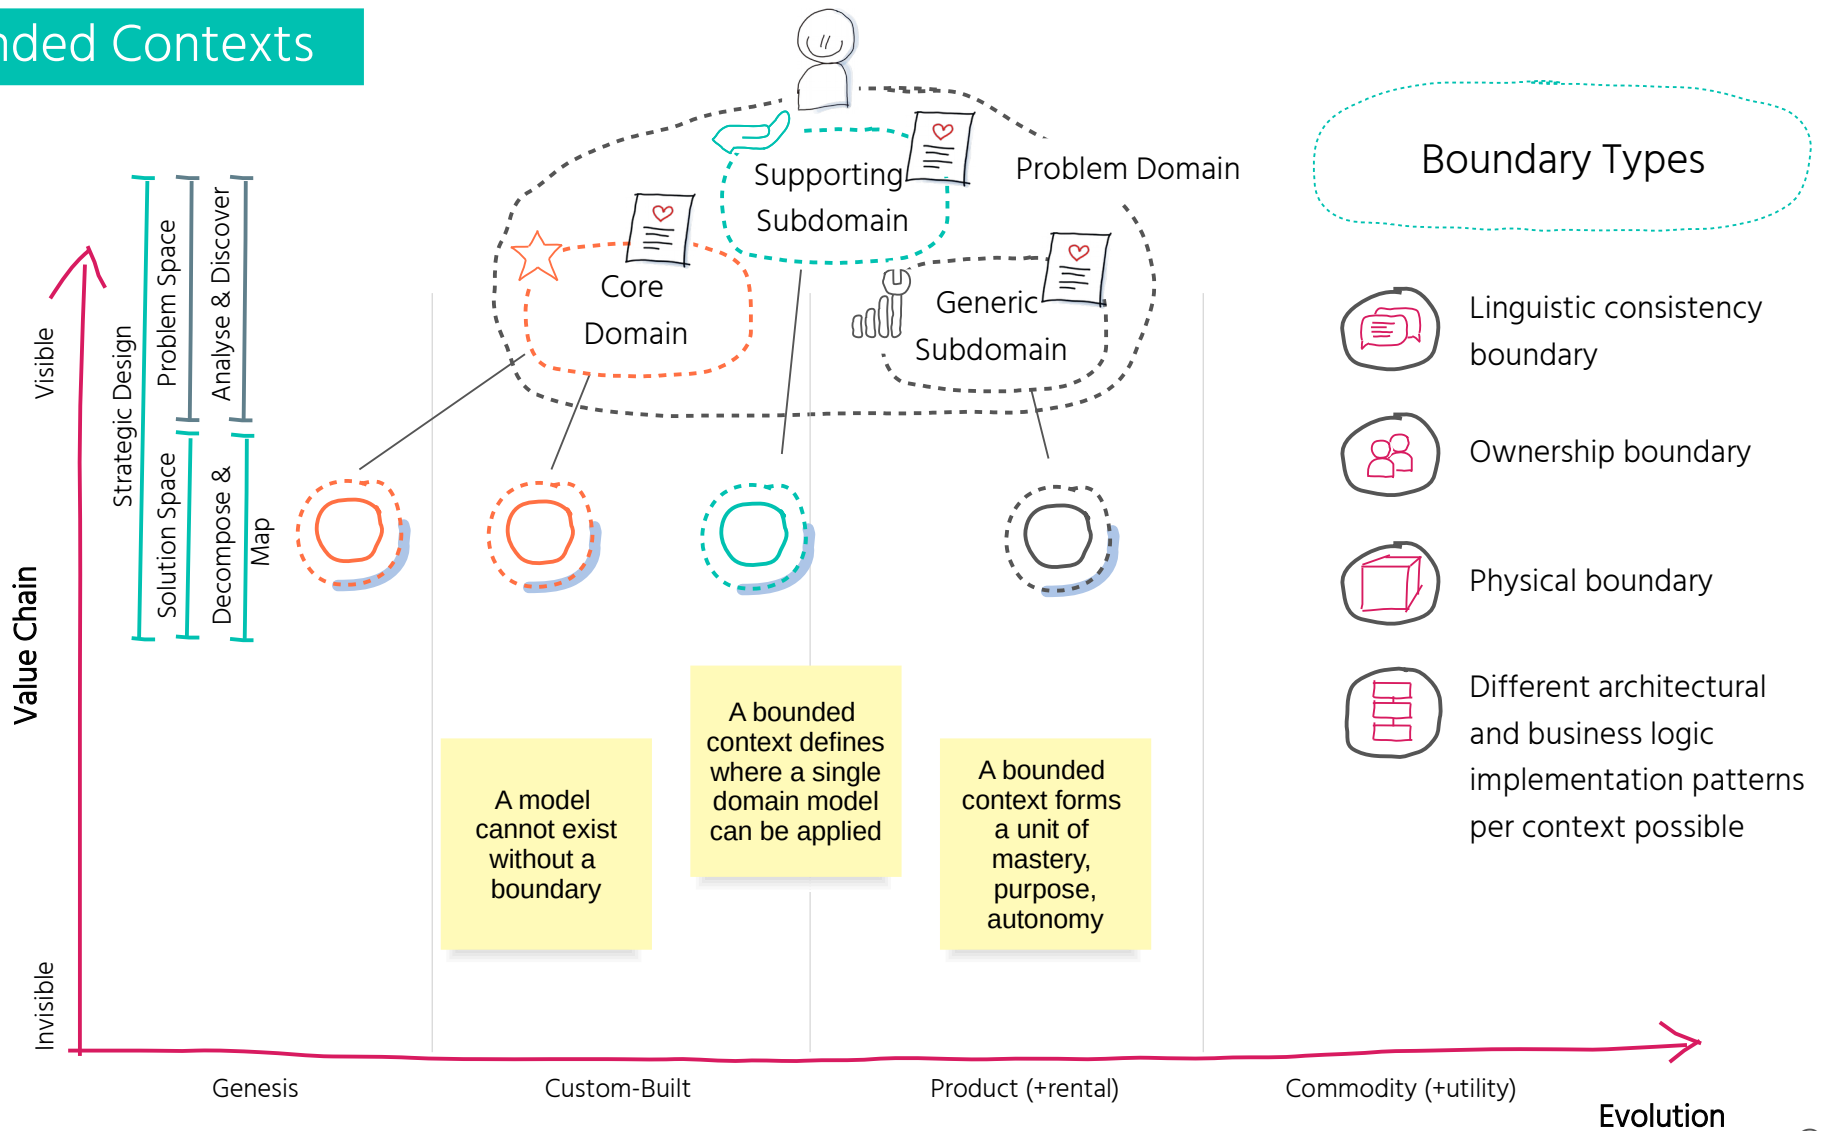 nded Contexts
Supporting
Subdomain
Problem Domain
Core
Domain
Generic
Subdomain
Boundary Types
Linguistic consistency
boundary
Ownership boundary
Physical boundary
Different architectural
and business logic
implementation patterns
per context possible
Value Chain
Visible
Invisible
Strategic Design
Problem Space
Solution Space
Analyse & Discover
Decompose &
Map
A model
cannot exist
without a
boundary
A bounded
context defines
where a single
domain model
can be applied
A bounded
context forms
a unit of
mastery,
purpose,
autonomy
Genesis
Custom-Built
Product (+rental)
Commodity (+utility)
Evolution